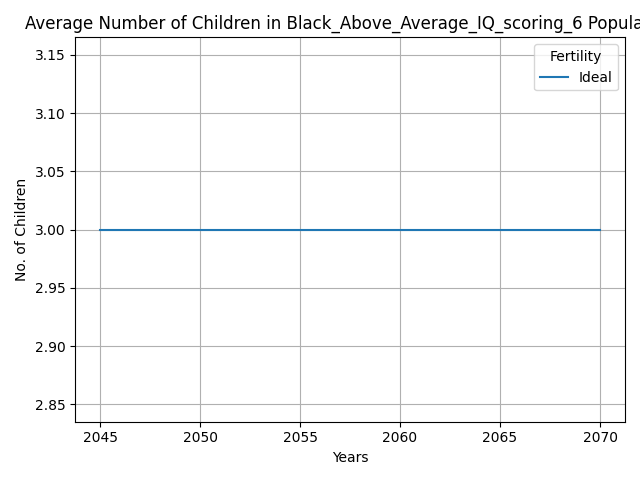 Average Number of Children in Black_Above_Average_IQ_scoring_6 Popula
3.15
3.10
3.05
3.00
2.95
2.90
2.85
No. of Children
Fertility
Ideal
2045 2050 2055 2060 2065 2070
Years